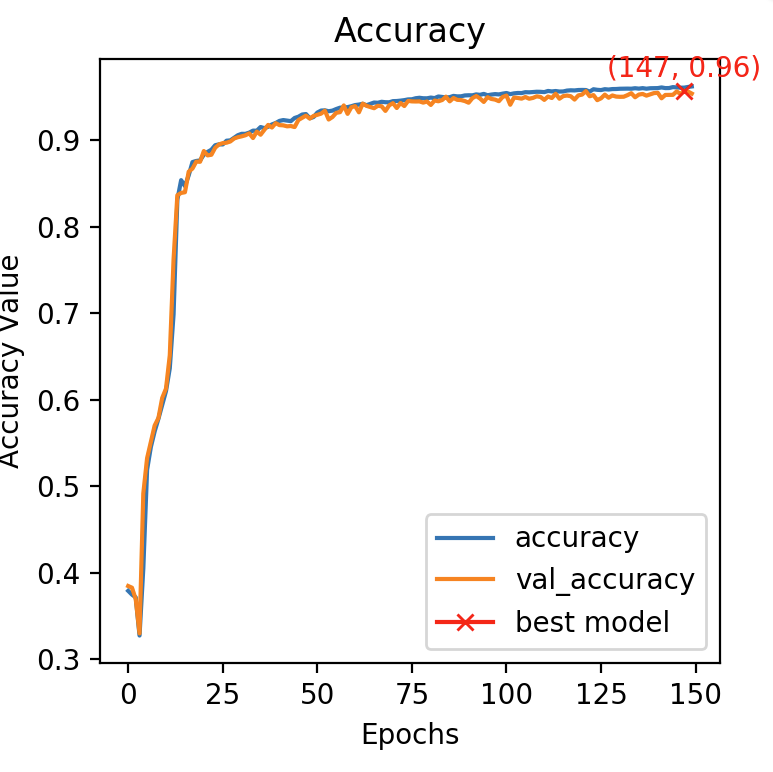 Accuracy
(147, 0.96)
0.9
0.8
0.7
0.6
0.5
0.4
0.3
Accuracy Value
accuracy
val_accuracy
best model
0 25 50 75 100 125 150
Epochs